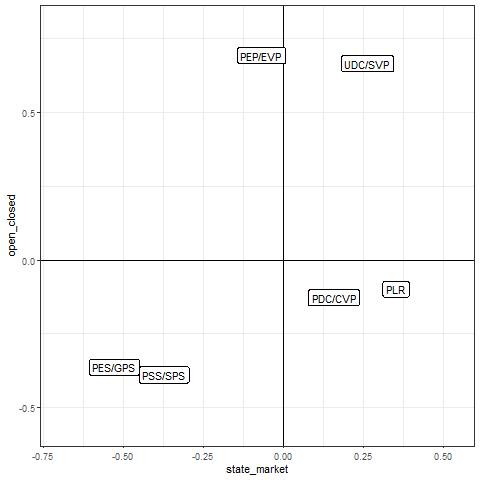 PEP/EVP
UDC/SVP
0.5
open_closed
0.0
PLR
PDC/CVP
PES/GPS
PSS/SPS
-0.5
-0.75 -0.50 -0.25 0.00 0.25 0.50
state_market